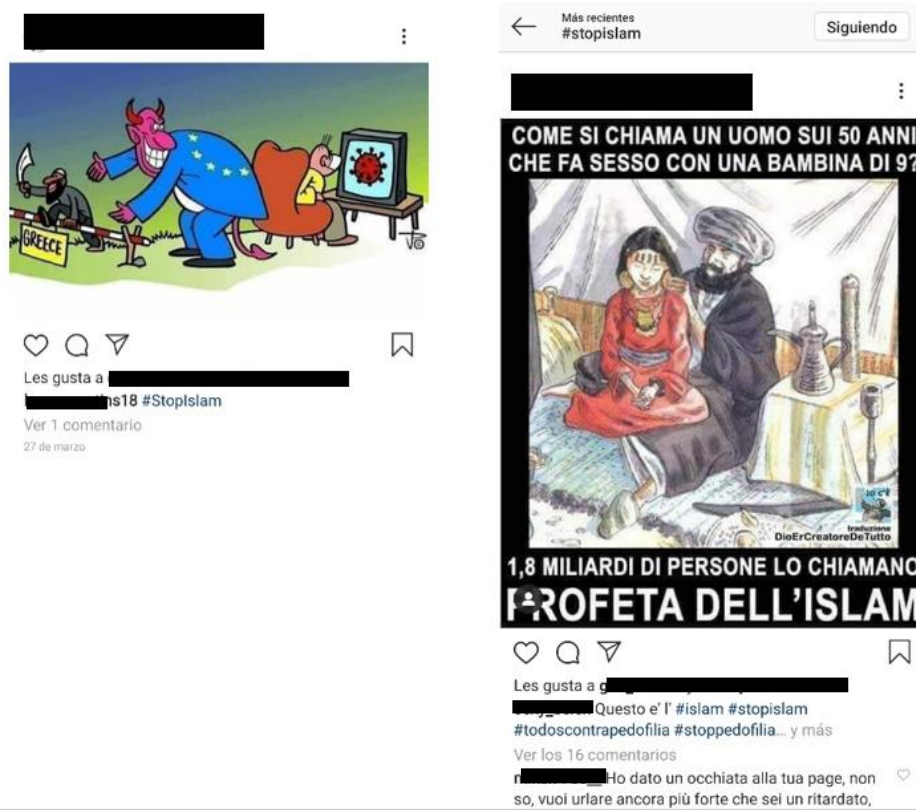 GREECE
Les gusta a
ns18 #StopIslam
Ver 1 comentario
27 de marzo
Más recientes
#stopislam
Siguiendo
COME SI CHIAMA UN UOMO SUI 50 ANNI
CHE FA SESSO CON UNA BAMBINA DI 9?
IO C'È
traduzione
DioErCreatoreDeTutto
1,8 MILIARDI DI PERSONE LO CHIAMANO
PROFETA DELL'ISLAM
Les gusta a g
Questo e' l' #islam #stopislam
#todoscontrapedofilia #stoppedofilia... y más
Ver los 16 comentarios
Ho dato un occhiata alla tua page, non
so, vuoi urlare ancora più forte che sei un ritardato,